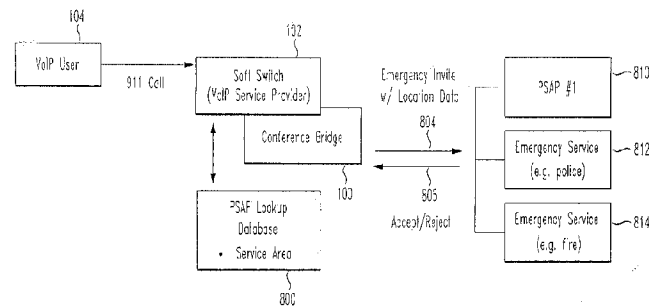 104
VoIP User
911 Call
102
Soft Switch
(VoIP Service Provider)
Conference Bridge
100
PSAP Lookup
Database
• Service Area
800
Emergency Invite
w/ Location Data
804
806
Accept/Reject
PSAP #1
810
Emergency Service
(e.g. police)
812
Emergency Service
(e.g. fire)
814